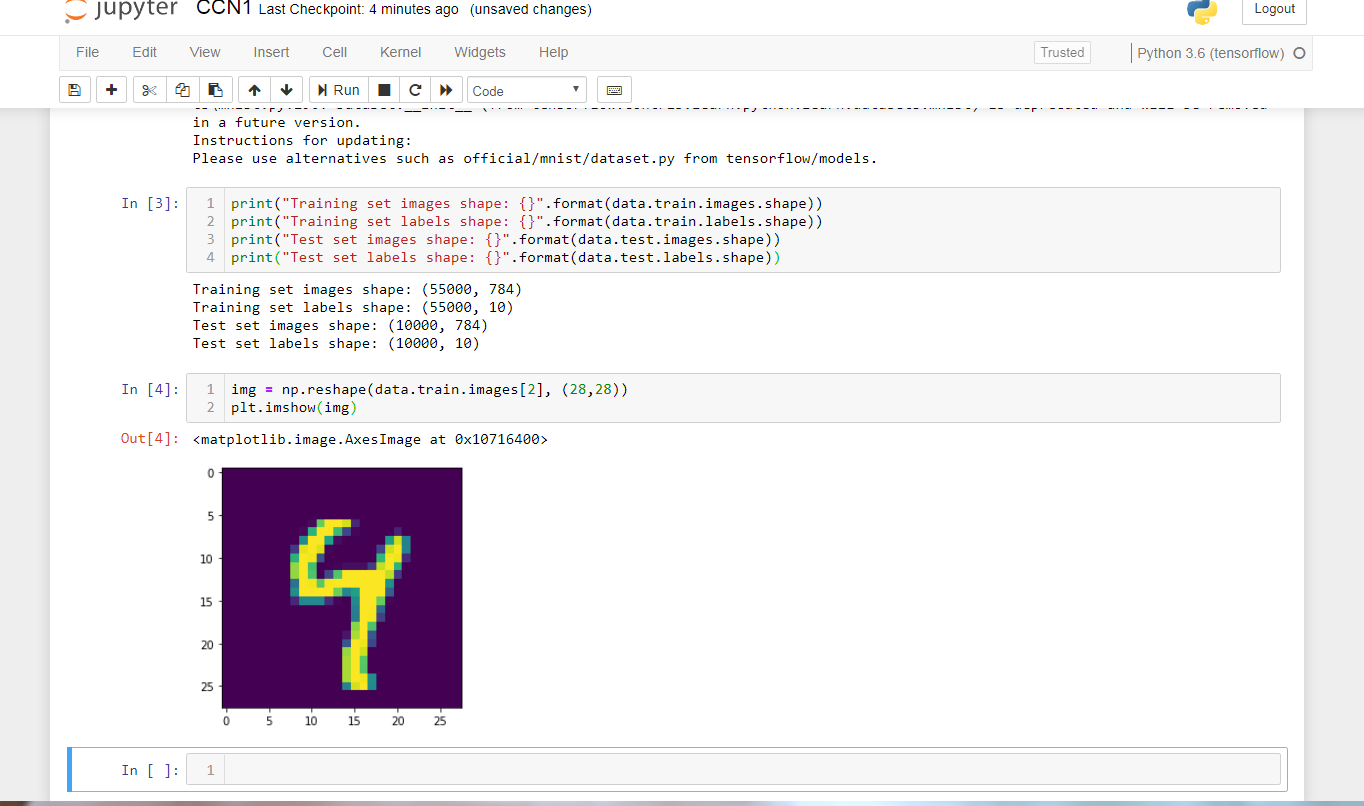 jupyter CCN1 Last Checkpoint: 4 minutes ago (unsaved changes) Logout
File Edit View Insert Cell Kernel Widgets Help Trusted Python 3.6 (tensorflow)
Run Code
in a future version.
Instructions for updating:
Please use alternatives such as official/mnist/dataset.py from tensorflow/models.
In [3]:
1 print("Training set images shape: {}".format(data.train.images.shape))
2 print("Training set labels shape: {}".format(data.train.labels.shape))
3 print("Test set images shape: {}".format(data.test.images.shape))
4 print("Test set labels shape: {}".format(data.test.labels.shape))
Training set images shape: (55000, 784)
Training set labels shape: (55000, 10)
Test set images shape: (10000, 784)
Test set labels shape: (10000, 10)
In [4]:
1 img = np.reshape(data.train.images[2], (28,28))
2 plt.imshow(img)
Out[4]: <matplotlib.image.AxesImage at 0x10716400>
0
5
10
15
20
25
0 5 10 15 20 25
In [ ]: 1